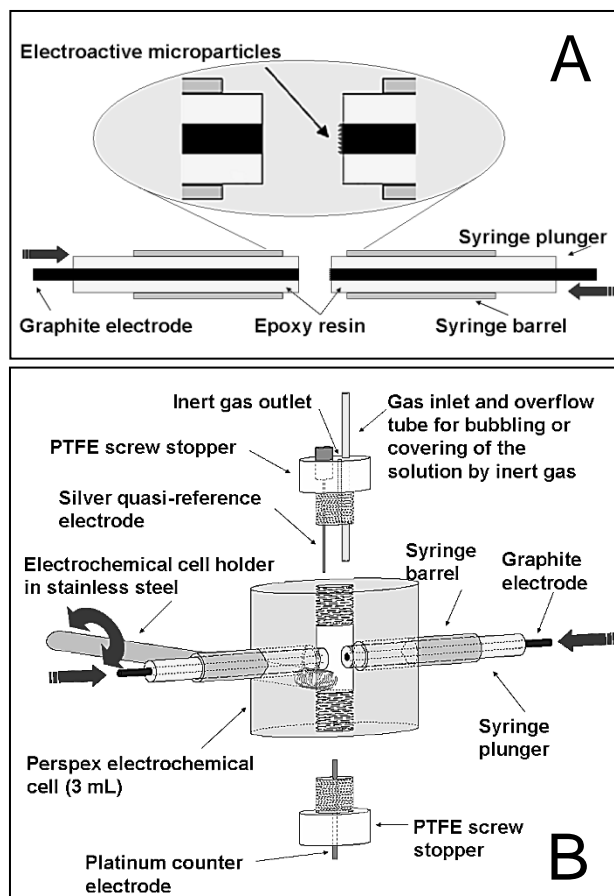 A
Electroactive microparticles
Syringe plunger
Graphite electrode
Epoxy resin
Syringe barrel
Inert gas outlet
Gas inlet and overflow
tube for bubbling or
covering of the
solution by inert gas
PTFE screw stopper
Silver quasi-reference
electrode
Syringe
barrel
Graphite
electrode
Electrochemical cell holder
in stainless steel
Syringe
plunger
Perspex electrochemical
cell (3 mL)
PTFE screw
stopper
Platinum counter
electrode
B